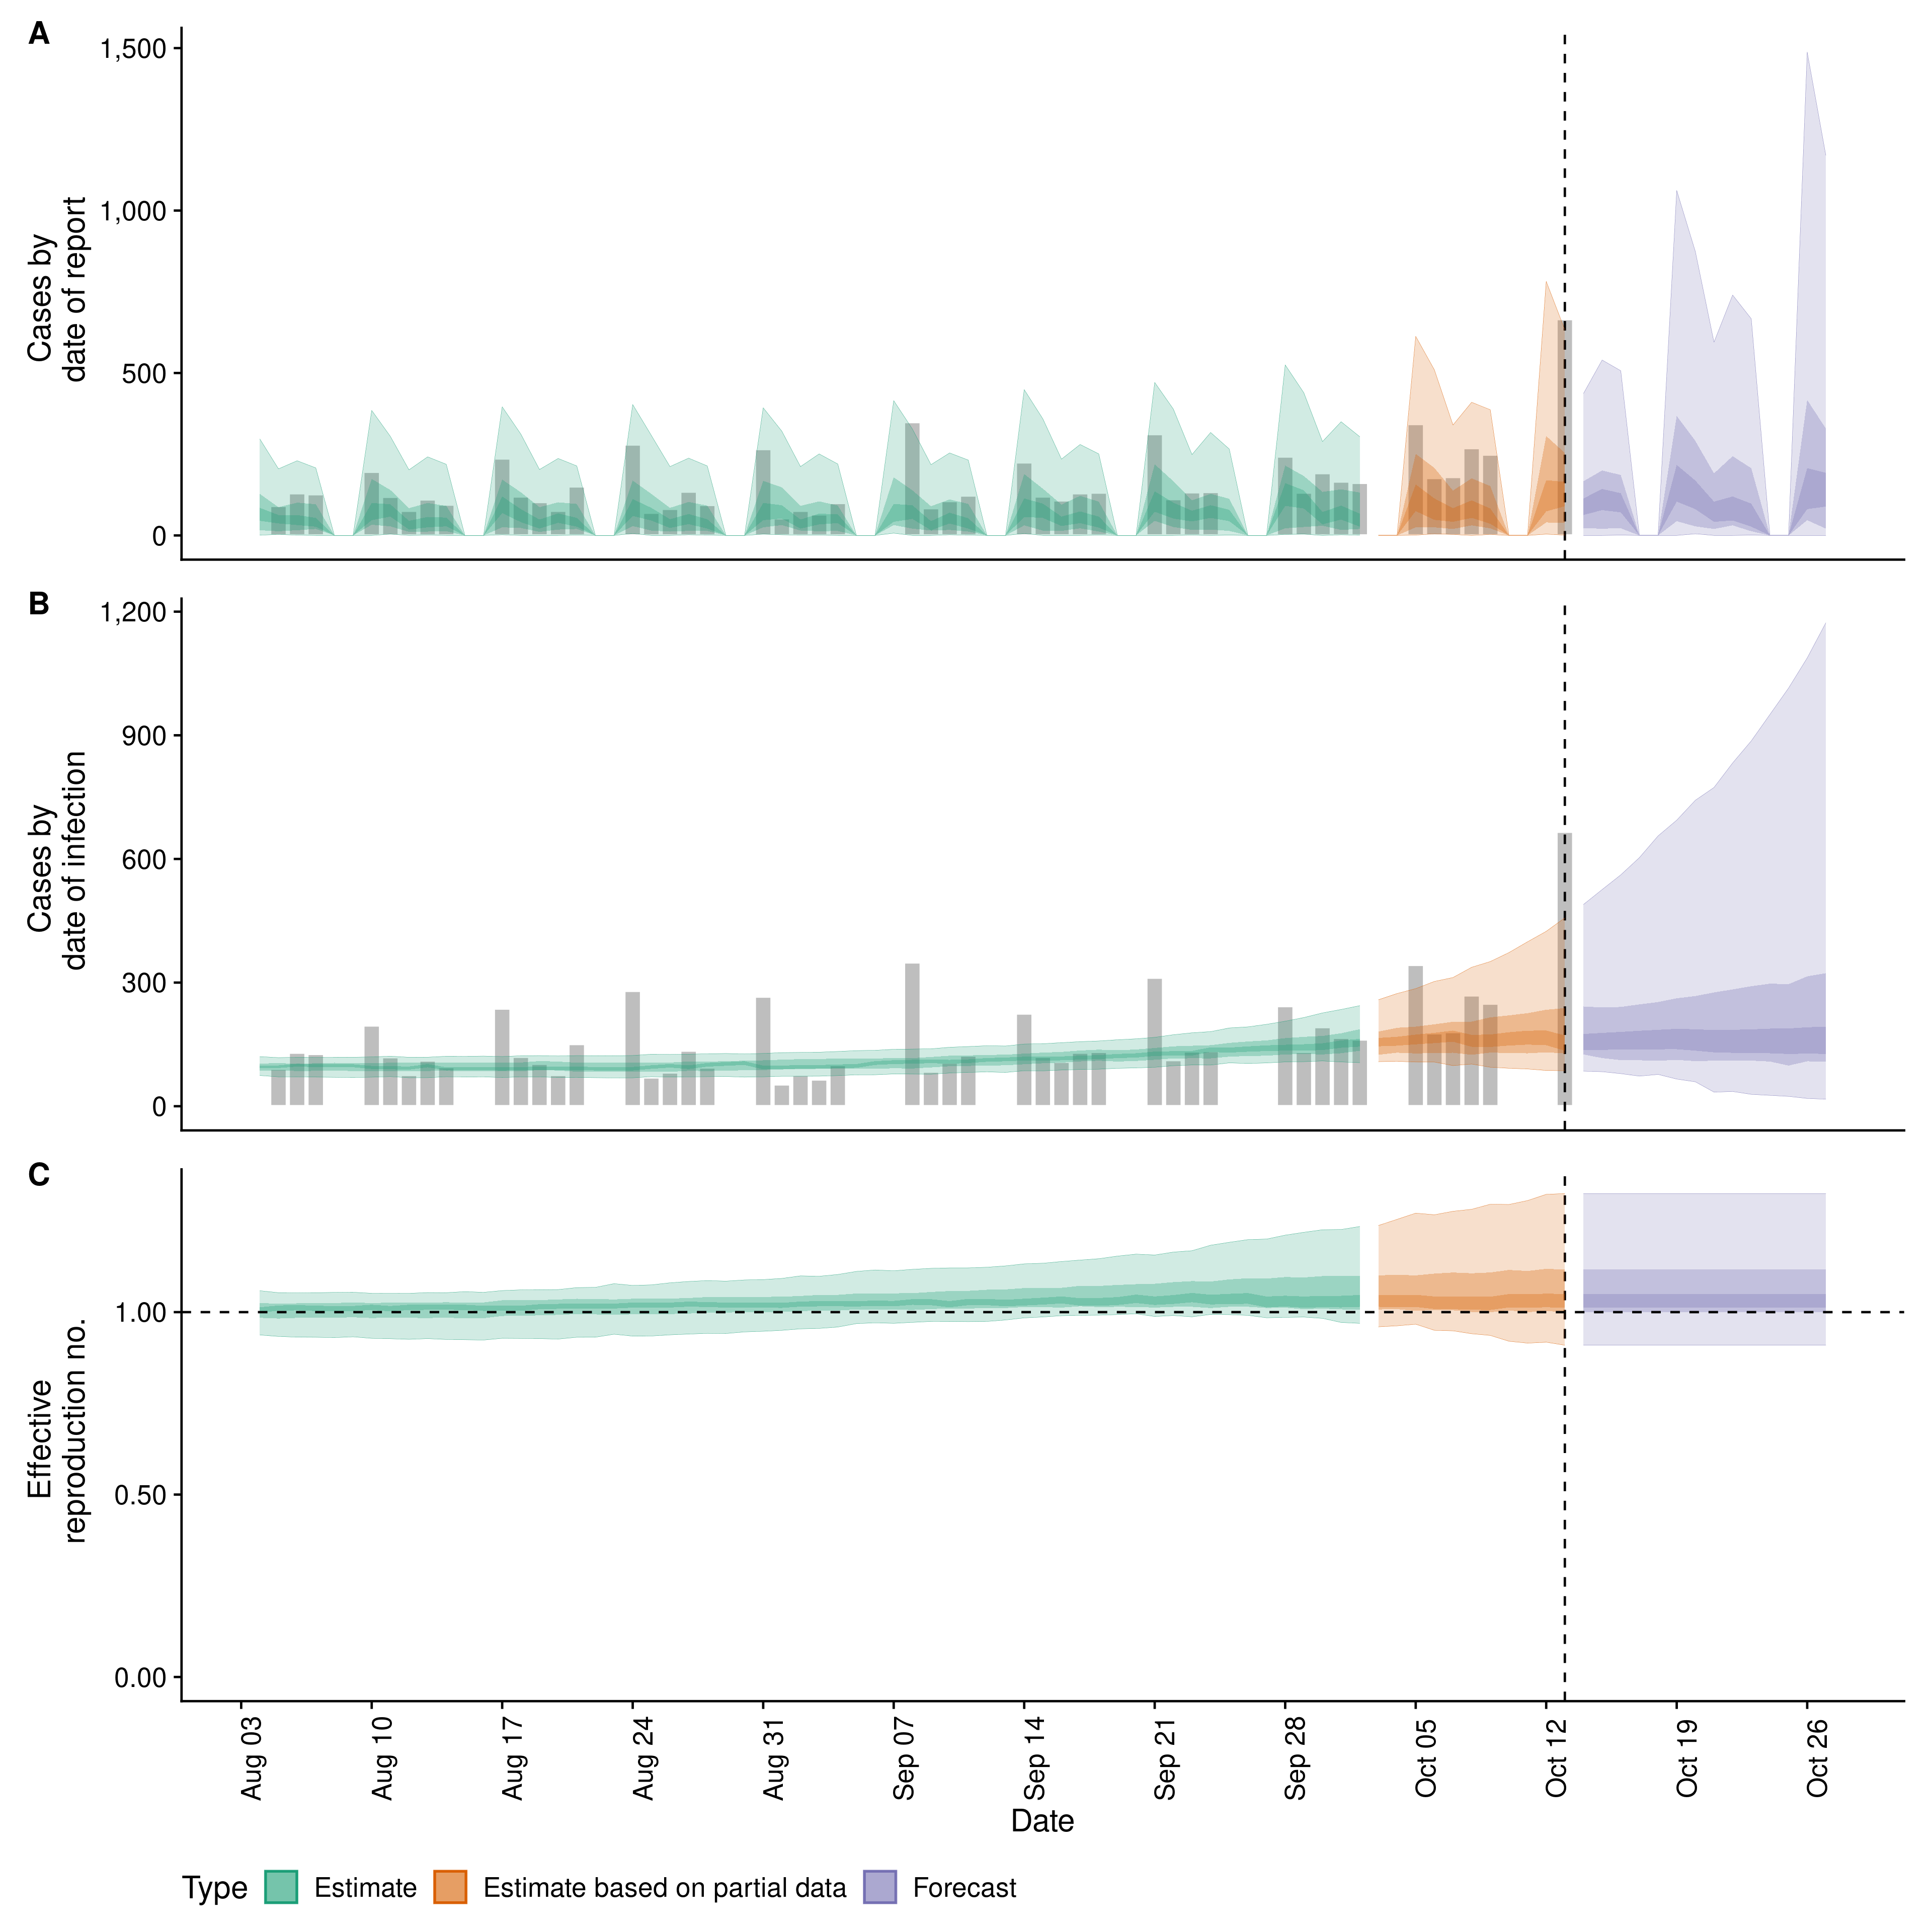 A
Cases by
date of report
1,500
1,000
500
0
B
Cases by
date of infection
1,200
900
600
300
0
C
Effective
reproduction no.
1.00
0.50
0.00
Aug 03
Aug 10
Aug 17
Aug 24
Aug 31
Sep 07
Sep 14
Sep 21
Sep 28
Oct 05
Oct 12
Oct 19
Oct 26
Date
Type Estimate Estimate based on partial data Forecast